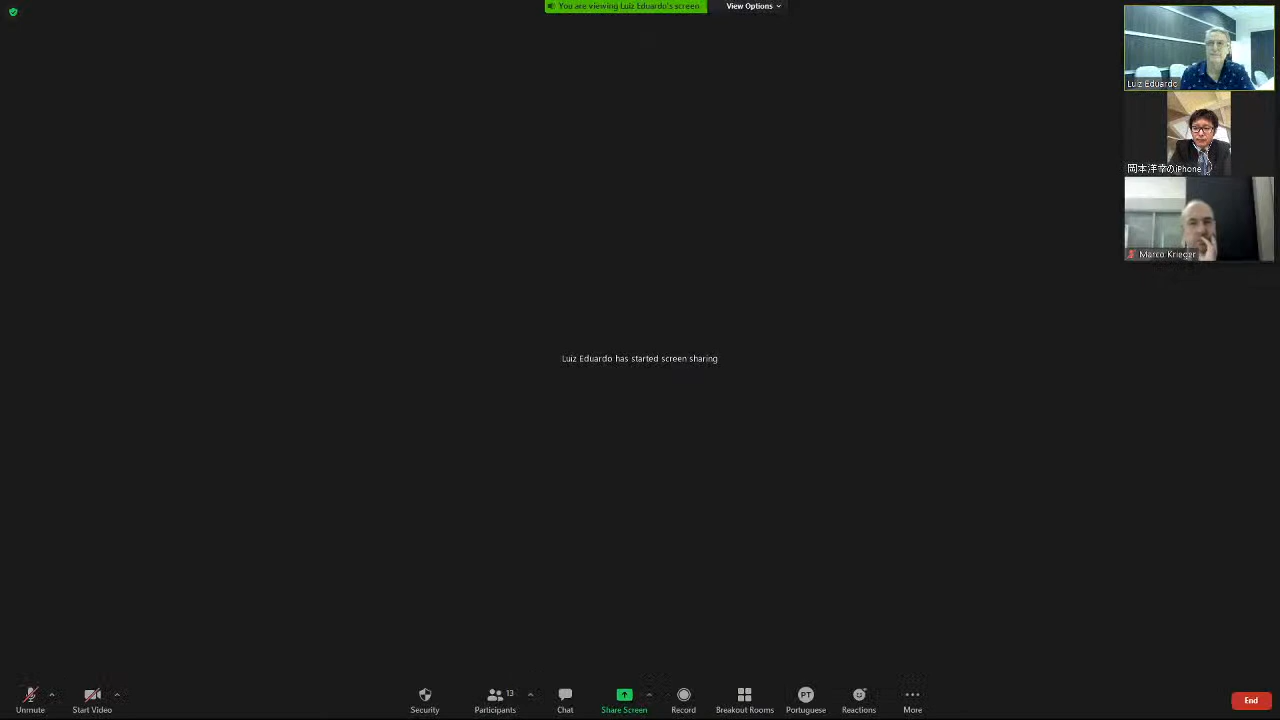 You are viewing Luiz Eduardo's screen
View Options
Luiz Eduardo
岡本洋幸のiPhone
Marco Krieger
Luiz Eduardo has started screen sharing
Unmute
Start Video
Security
Participants
13
Chat
Share Screen
Record
Breakout Rooms
PT
Portuguese
Reactions
More
End